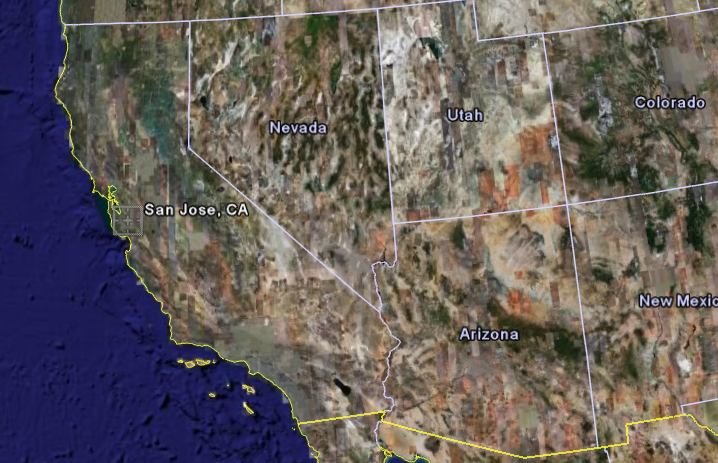 Colorado
Utah
Nevada
San Jose, CA
New Mexic
Arizona